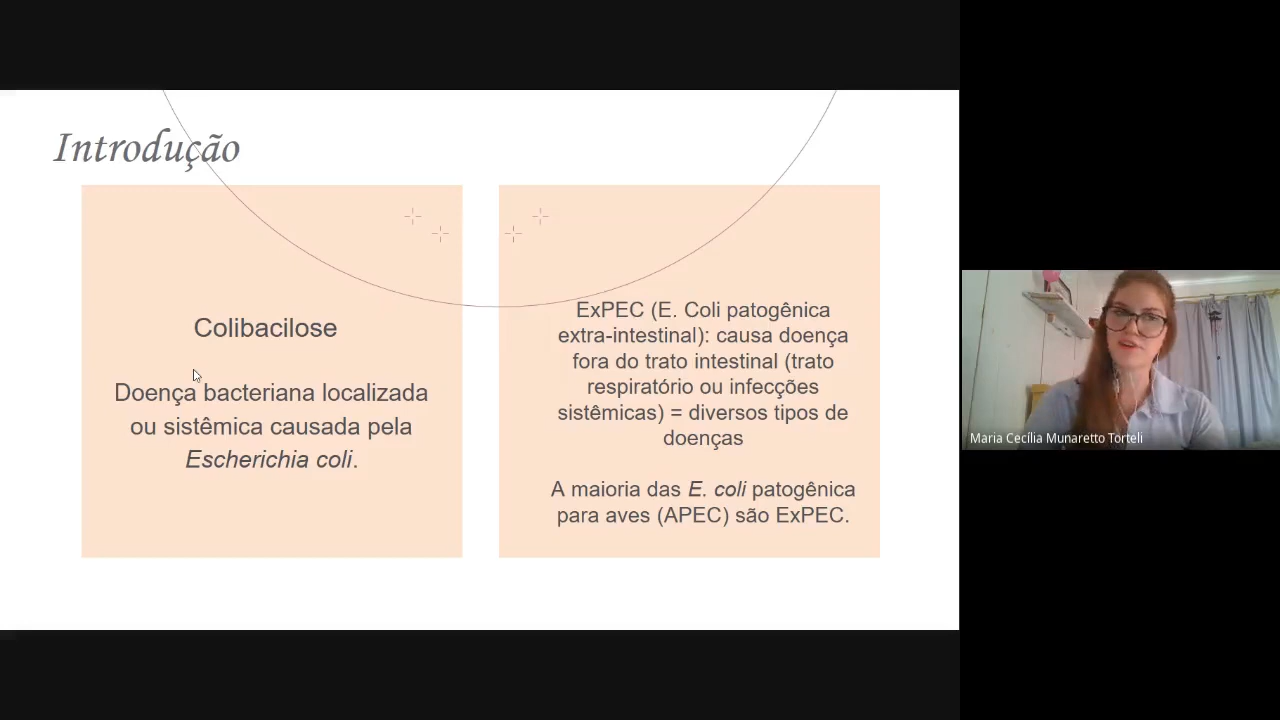 Introdução
Colibacilose
Doença bacteriana localizada
ou sistêmica causada pela
Escherichia coli.
ExPEC (E. Coli patogênica
extra-intestinal): causa doença
fora do trato intestinal (trato
respiratório ou infecções
sistêmicas) = diversos tipos de
doenças
A maioria das E. coli patogênica
para aves (APEC) são ExPEC.
Maria Cecília Munaretto Torteli